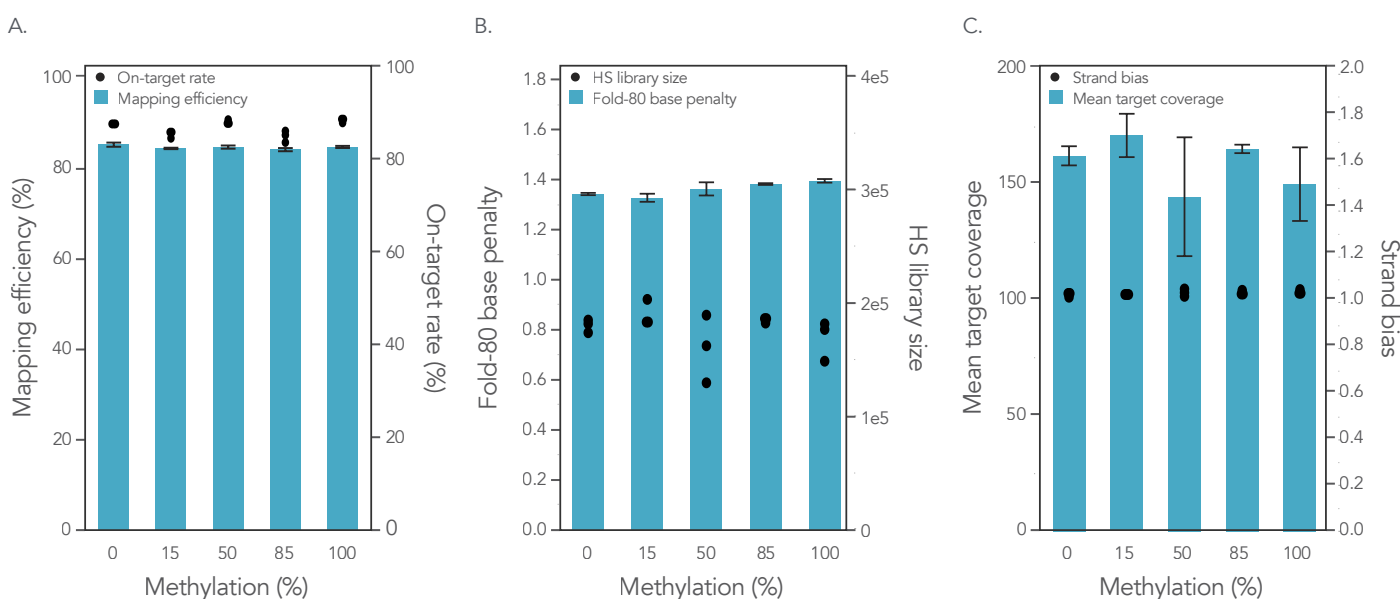 A.
On-target rate
Mapping efficiency
100
80
60
40
20
0
Mapping efficiency (%)
100
80
60
40
20
0
On-target rate (%)
0 15 50 85 100
Methylation (%)
B.
HS library size
Fold-80 base penalty
1.8
1.6
1.4
1.2
1.0
0.8
0.6
0.4
0.2
0.0
Fold-80 base penalty
4e5
3e5
2e5
1e5
0
HS library size
0 15 50 85 100
Methylation (%)
C.
Strand bias
Mean target coverage
200
150
100
50
0
Mean target coverage
2.0
1.8
1.6
1.4
1.2
1.0
0.8
0.6
0.4
0.2
0.0
Strand bias
0 15 50 85 100
Methylation (%)